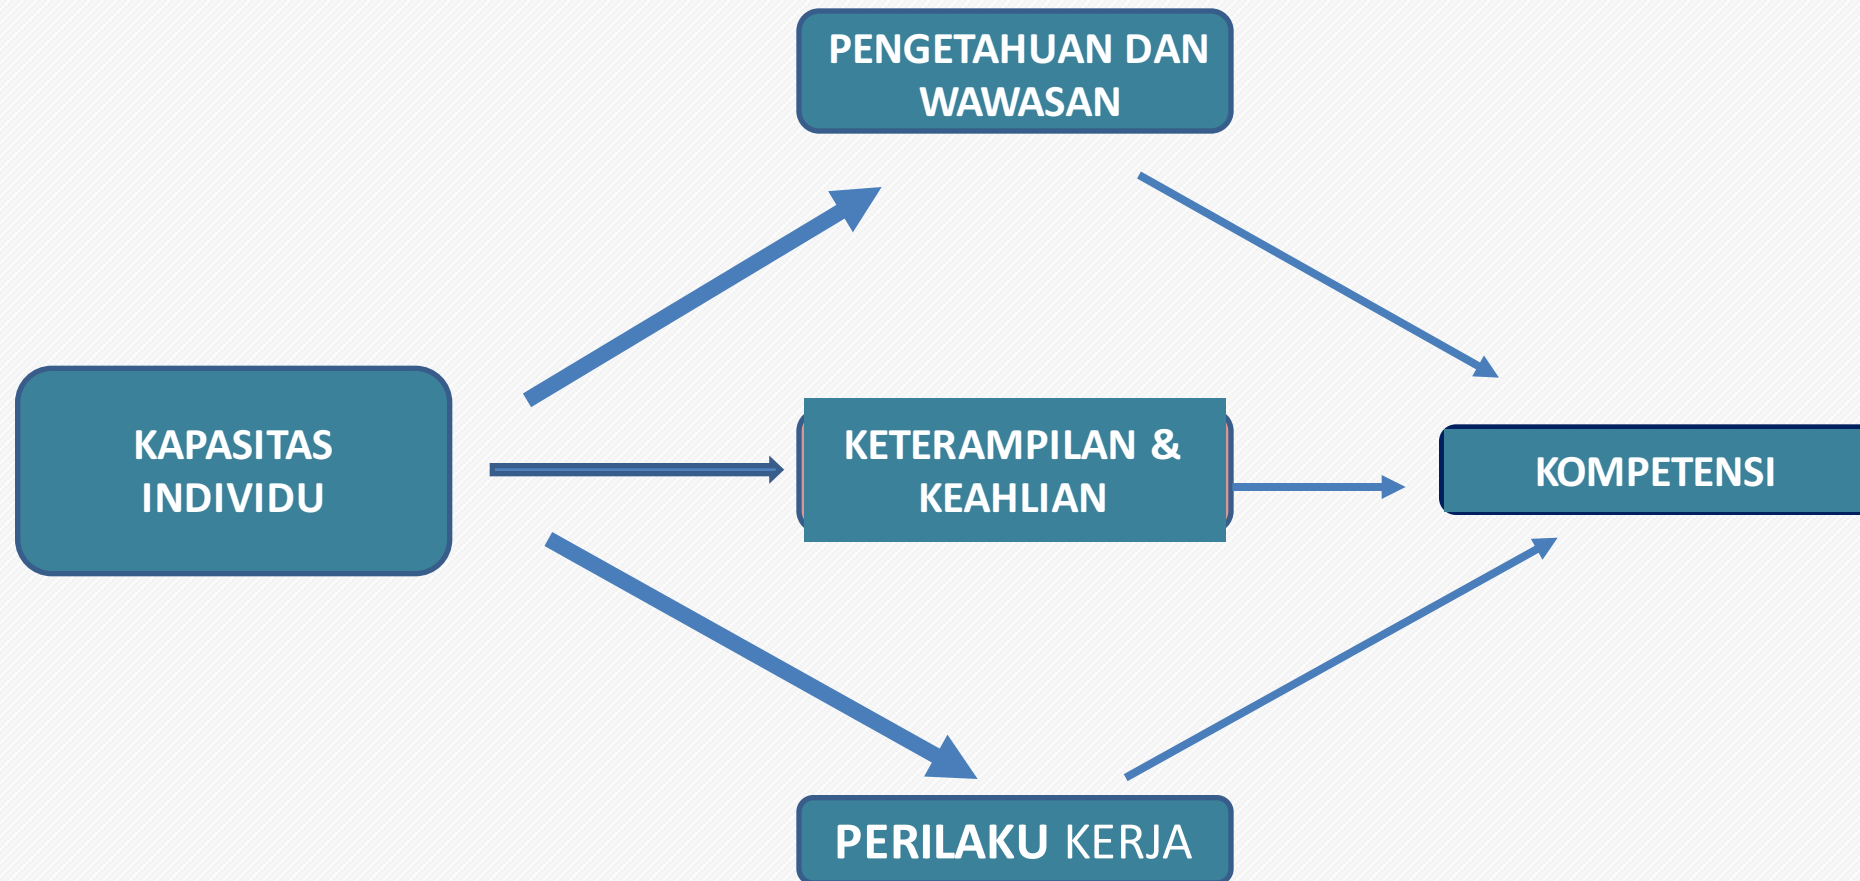 PENGETAHUAN DAN
WAWASAN
KAPASITAS
INDIVIDU
KETERAMPILAN &
KEAHLIAN
KOMPETENSI
PERILAKU KERJA